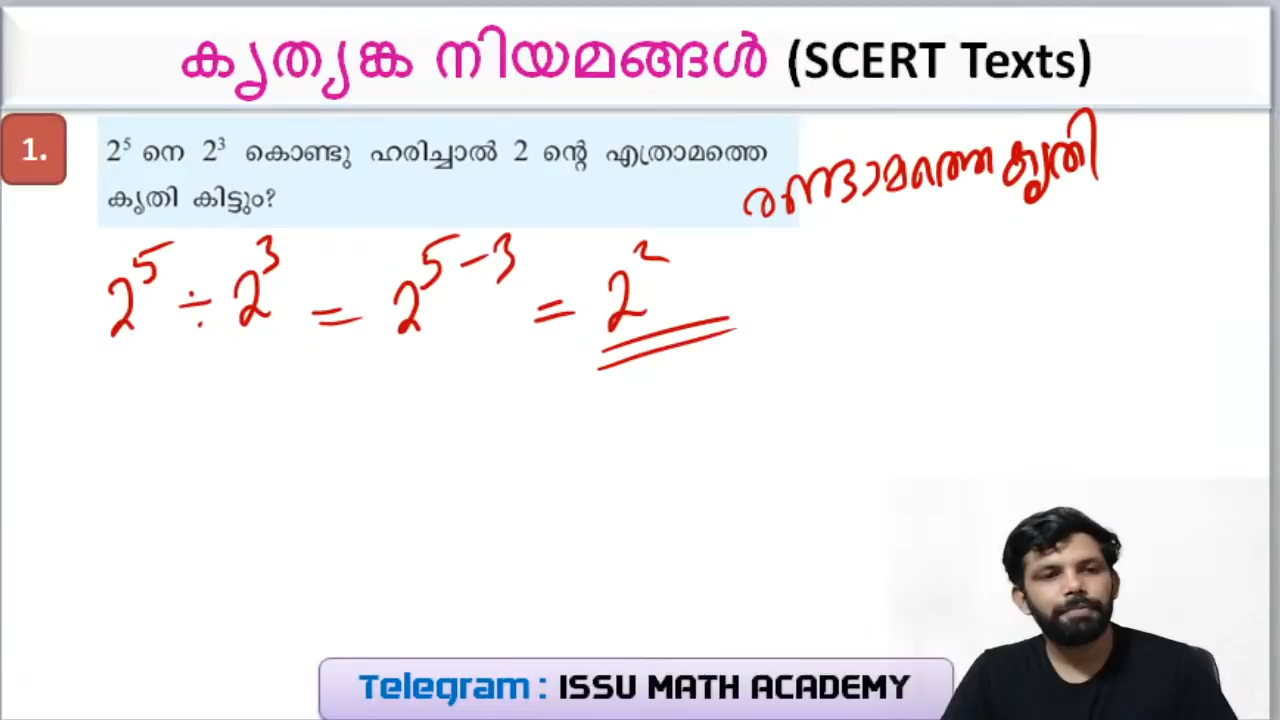 കൃത്യങ്ക നിയമങ്ങൾ (SCERT Texts)
1.
2⁵ നെ 2³ കൊണ്ടു ഹരിച്ചാൽ 2 ന്റെ എത്രാമത്തെ
കൃതി കിട്ടും?
രണ്ടാമത്തെ കൃതി
2⁵ ÷ 2³ = 2⁵⁻³ = 2²
Telegram : ISSU MATH ACADEMY